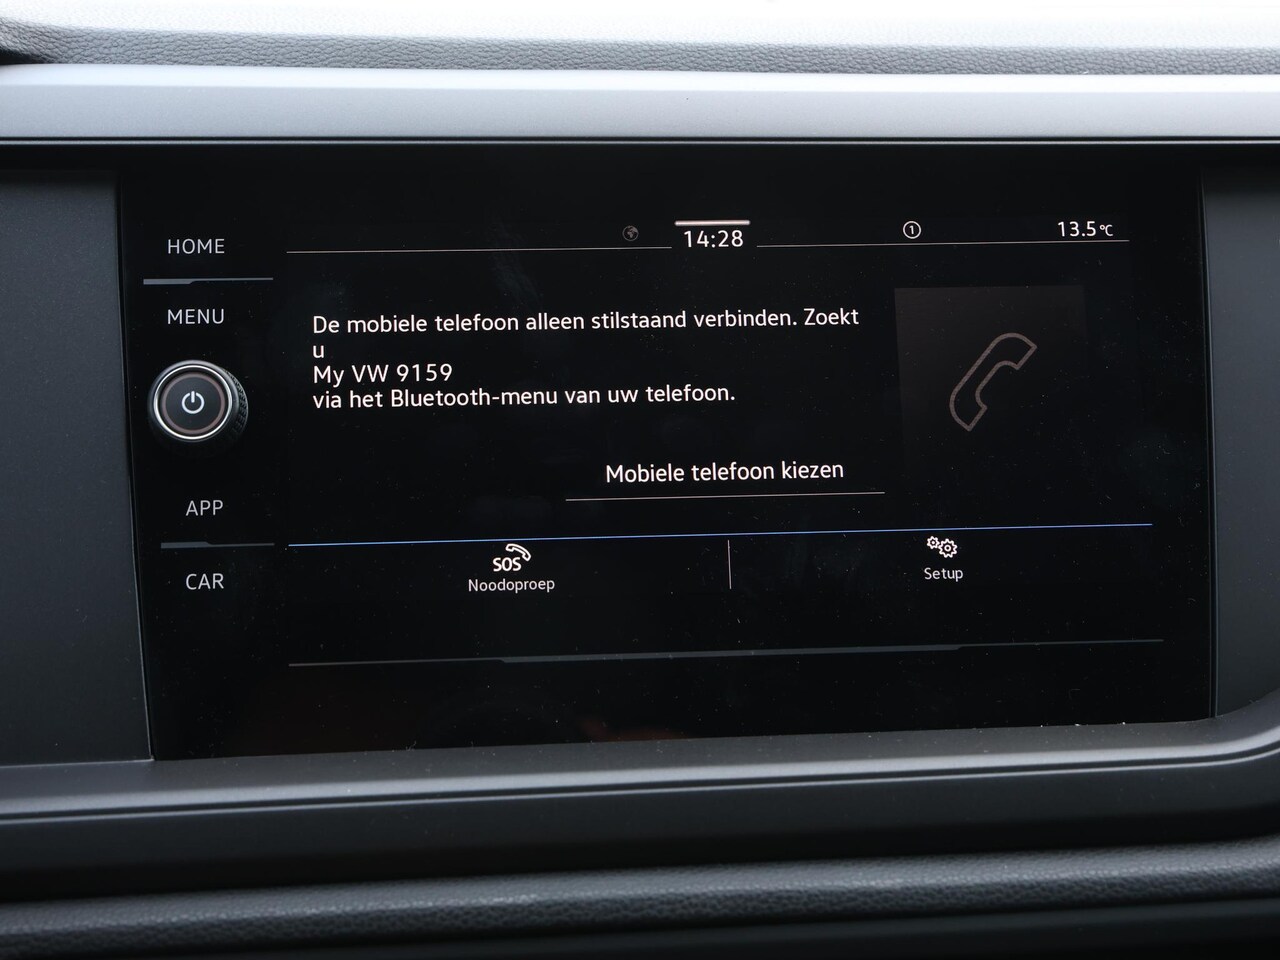 HOME
MENU
APP
CAR
14:28
1
13.5°C
De mobiele telefoon alleen stilstaand verbinden. Zoekt
u
My VW 9159
via het Bluetooth-menu van uw telefoon.
Mobiele telefoon kiezen
SOS
Noodoproep
Setup